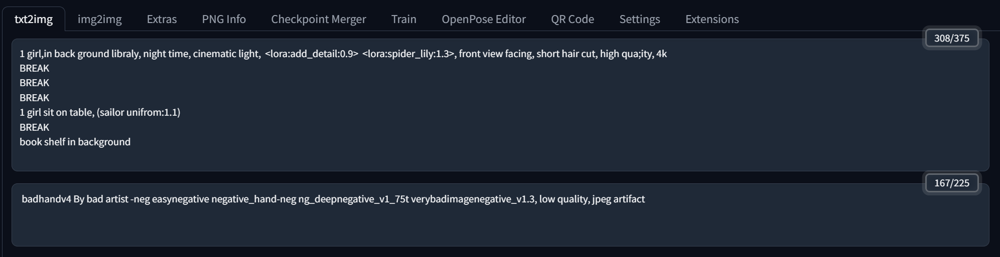 txt2img img2img Extras PNG Info Checkpoint Merger Train OpenPose Editor QR Code Settings Extensions
308/375
1 girl,in back ground libraly, night time, cinematic light,  <lora:add_detail:0.9>  <lora:spider_lily:1.3>, front view facing, short hair cut, high qua;ity, 4k
BREAK
BREAK
BREAK
1 girl sit on table, (sailor unifrom:1.1)
BREAK
book shelf in background
167/225
badhandv4 By bad artist -neg easynegative negative_hand-neg ng_deepnegative_v1_75t verybadimagenegative_v1.3, low quality, jpeg artifact